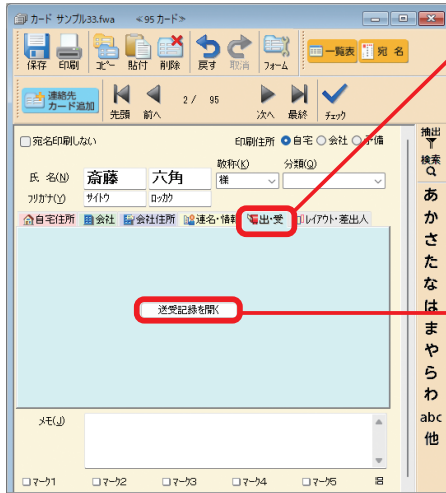 カード サンプル33.fwa　≪95 カード≫
保存 印刷 コピー 貼付 削除 戻す 取消 フォーム 一覧表 宛 名
連絡先カード追加 先頭 前へ 2 / 95 次へ 最終 チェック
抽出
検索
宛名印刷しない 印刷住所 自宅 会社 予備
敬称(K) 分類(Q)
氏 名(N) 斎藤 六角 様
フリガナ(Y) サイトウ ロッカク
自宅住所 会社 会社住所 連名・情報 出・受 レイアウト・差出人
送受記録を開く
メモ(J)
マーク1 マーク2 マーク3 マーク4 マーク5
あ
か
さ
た
な
は
ま
や
ら
わ
abc
他